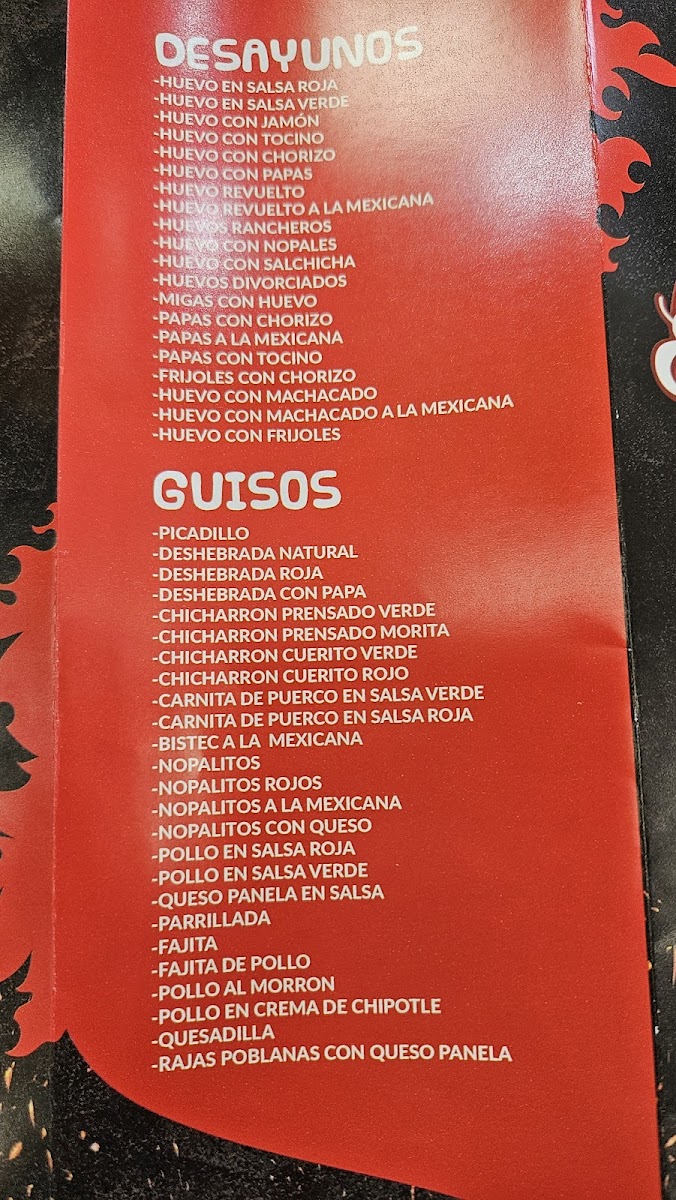 DESAYUNOS
-HUEVO EN SALSA ROJA
-HUEVO EN SALSA VERDE
-HUEVO CON JAMÓN
-HUEVO CON TOCINO
-HUEVO CON CHORIZO
-HUEVO CON PAPAS
-HUEVO REVUELTO
-HUEVO REVUELTO A LA MEXICANA
-HUEVOS RANCHEROS
-HUEVO CON NOPALES
-HUEVO CON SALCHICHA
-HUEVOS DIVORCIADOS
-MIGAS CON HUEVO
-PAPAS CON CHORIZO
-PAPAS A LA MEXICANA
-PAPAS CON TOCINO
-FRIJOLES CON CHORIZO
-HUEVO CON MACHACADO
-HUEVO CON MACHACADO A LA MEXICANA
-HUEVO CON FRIJOLES
GUISOS
-PICADILLO
-DESHEBRADA NATURAL
-DESHEBRADA ROJA
-DESHEBRADA CON PAPA
-CHICHARRON PRENSADO VERDE
-CHICHARRON PRENSADO MORITA
-CHICHARRON CUERITO VERDE
-CHICHARRON CUERITO ROJO
-CARNITA DE PUERCO EN SALSA VERDE
-CARNITA DE PUERCO EN SALSA ROJA
-BISTEC A LA MEXICANA
-NOPALITOS
-NOPALITOS ROJOS
-NOPALITOS A LA MEXICANA
-NOPALITOS CON QUESO
-POLLO EN SALSA ROJA
-POLLO EN SALSA VERDE
-QUESO PANELA EN SALSA
-PARRILLADA
-FAJITA
-FAJITA DE POLLO
-POLLO AL MORRON
-POLLO EN CREMA DE CHIPOTLE
-QUESADILLA
-RAJAS POBLANAS CON QUESO PANELA